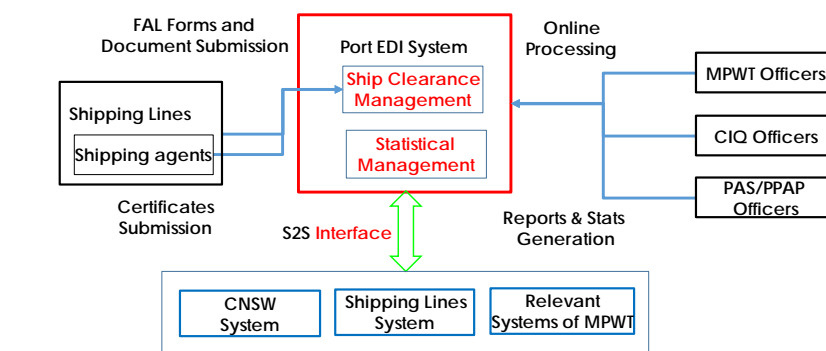 FAL Forms and
Document Submission
Port EDI System
Online
Processing
Ship Clearance
Management
MPWT Officers
Shipping Lines
Shipping agents
Statistical
Management
CIQ Officers
PAS/PPAP
Officers
Certificates
Submission
S2S Interface
Reports & Stats
Generation
CNSW
System
Shipping Lines
System
Relevant
Systems of MPWT